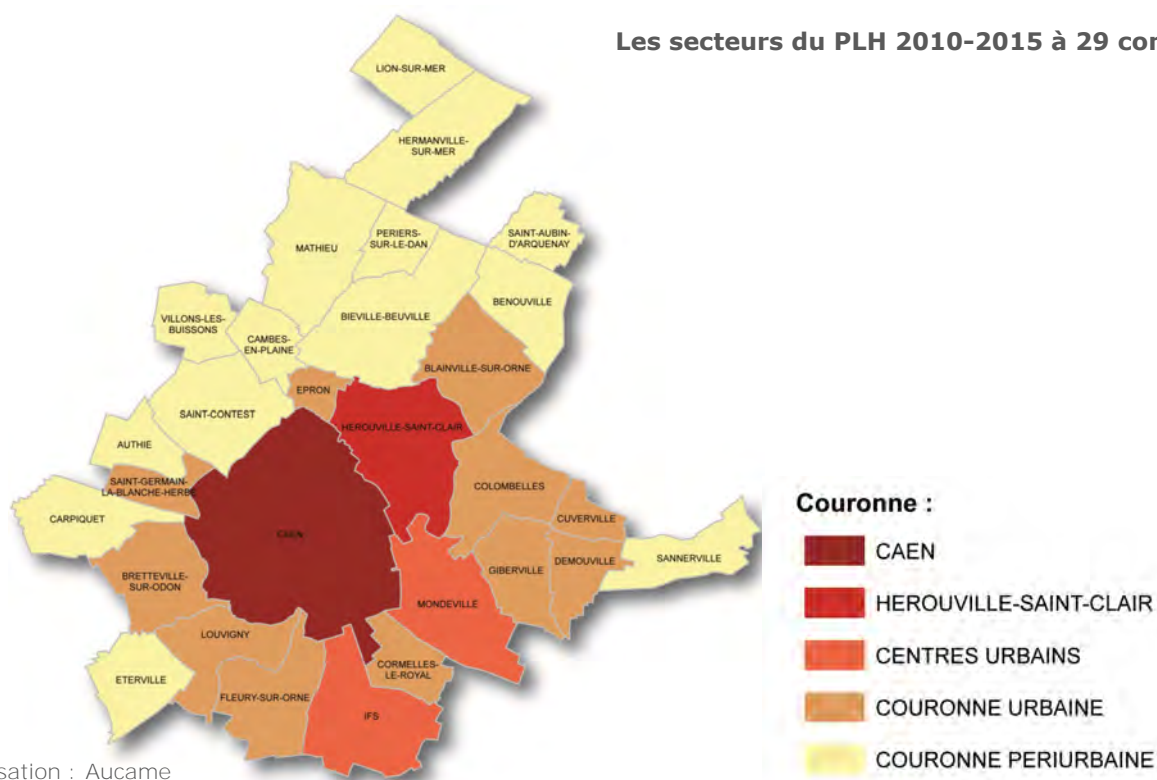 Les secteurs du PLH 2010-2015 à 29
LION-SUR-MER
HERMANVILLE-
SUR-MER
MATHIEU
PERIERS-
SUR-LE-DAN
SAINT-AUBIN-
D'ARQUENAY
BENOUVILLE
VILLONS-LES-
BUISSONS
CAMBES-
EN-PLAINE
BIEVILLE-BEUVILLE
BLAINVILLE-SUR-ORNE
EPRON
SAINT-CONTEST
HEROUVILLE-SAINT-CLAIR
AUTHIE
SAINT-GERMAIN-
LA-BLANCHE-HERBE
COLOMBELLES
CARPIQUET
CUVERVILLE
CAEN
SANNERVILLE
BRETTEVILLE-
SUR-ODON
GIBERVILLE
DEMOUVILLE
MONDEVILLE
LOUVIGNY
CORMELLES-
LE-ROYAL
ETERVILLE
FLEURY-SUR-ORNE
IFS
Couronne :
CAEN
HEROUVILLE-SAINT-CLAIR
CENTRES URBAINS
COURONNE URBAINE
COURONNE PERIURBAINE
sation : Aucame